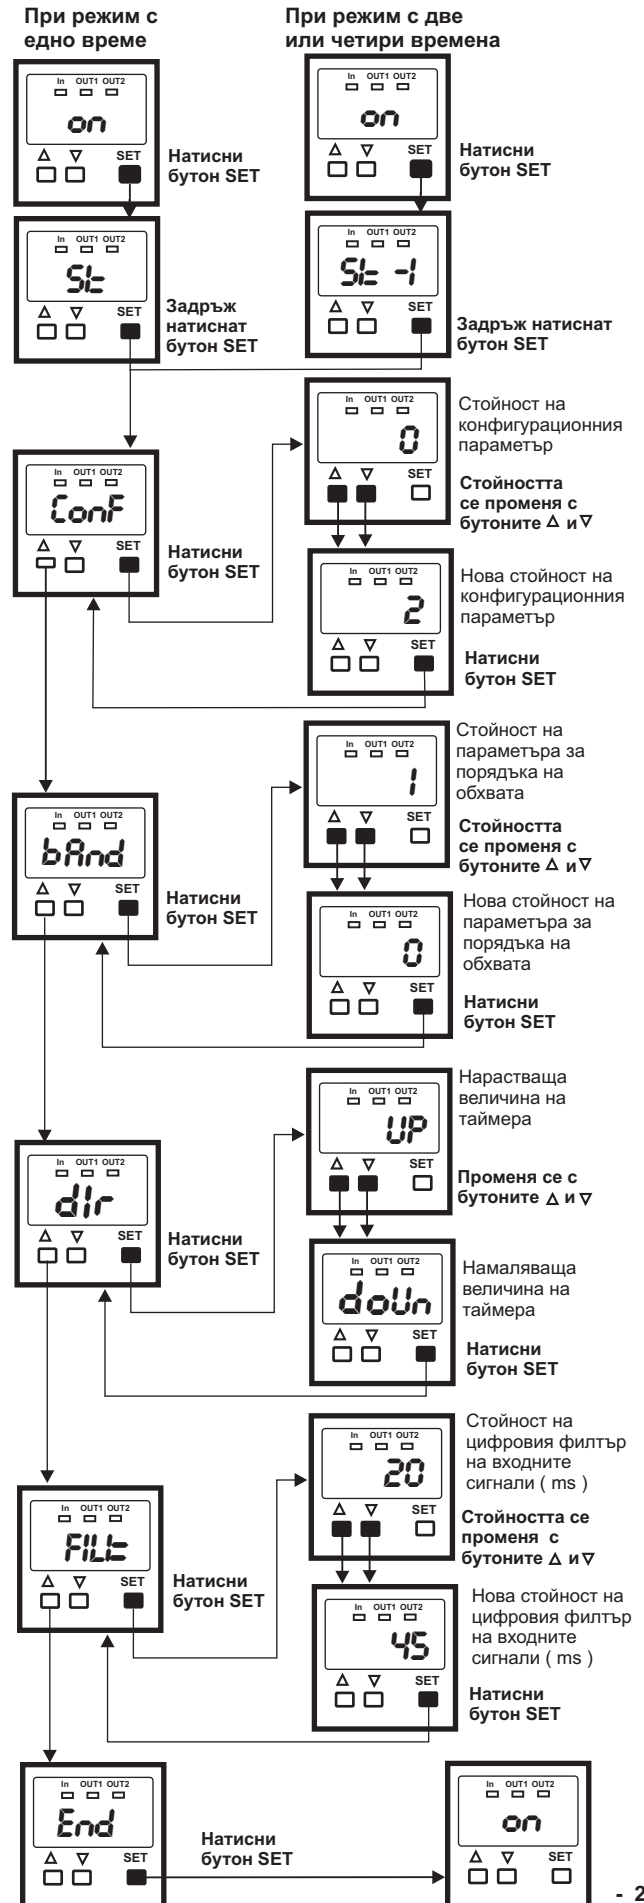 При режим с
едно време
При режим с две
или четири времена
In OUT1 OUT2
on
Δ ∇ SET
Натисни
бутон SET
In OUT1 OUT2
on
Δ ∇ SET
Натисни
бутон SET
In OUT1 OUT2
St
Δ ∇ SET
Задръж
натиснат
бутон SET
In OUT1 OUT2
St -1
Δ ∇ SET
Задръж натиснат
бутон SET
In OUT1 OUT2
ConF
Δ ∇ SET
Натисни
бутон SET
In OUT1 OUT2
0
Δ ∇ SET
Стойност на
конфигурационния
параметър
Стойността
се променя с
бутоните Δ и ∇
In OUT1 OUT2
2
Δ ∇ SET
Нова стойност на
конфигурационния
параметър
Натисни
бутон SET
In OUT1 OUT2
bAnd
Δ ∇ SET
Натисни
бутон SET
In OUT1 OUT2
1
Δ ∇ SET
Стойност на
параметъра за
порядъка на
обхвата
Стойността
се променя с
бутоните Δ и ∇
In OUT1 OUT2
0
Δ ∇ SET
Нова стойност на
параметъра за
порядъка на
обхвата
Натисни
бутон SET
In OUT1 OUT2
dIr
Δ ∇ SET
Натисни
бутон SET
In OUT1 OUT2
UP
Δ ∇ SET
Нарастваща
величина на
таймера
Променя се с
бутоните Δ и ∇
In OUT1 OUT2
doUn
Δ ∇ SET
Намаляваща
величина на
таймера
Натисни
бутон SET
In OUT1 OUT2
FILt
Δ ∇ SET
Натисни
бутон SET
In OUT1 OUT2
20
Δ ∇ SET
Стойност на
цифровия филтър
на входните
сигнали ( ms )
Стойността се
променя с
бутоните Δ и ∇
In OUT1 OUT2
45
Δ ∇ SET
Нова стойност на
цифровия филтър
на входните
сигнали ( ms )
Натисни
бутон SET
In OUT1 OUT2
End
Δ ∇ SET
Натисни
бутон SET
In OUT1 OUT2
on
Δ ∇ SET
- 2